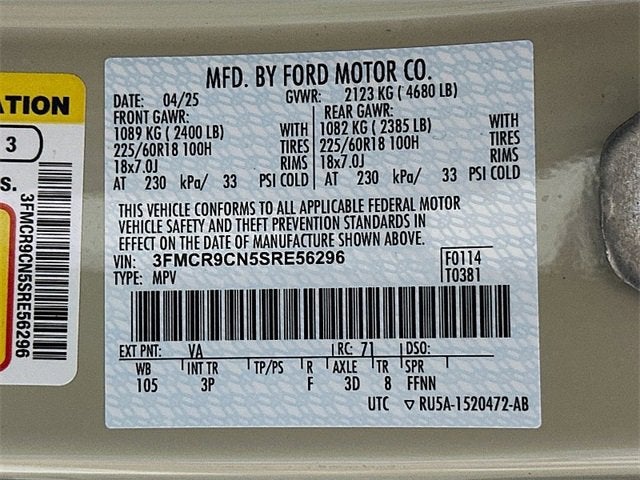 ATION
3
S.
3FMCR9CN5SRE56296
MFD. BY FORD MOTOR CO.
DATE: 04/25 GVWR: 2123 KG ( 4680 LB)
FRONT GAWR: REAR GAWR:
1089 KG ( 2400 LB) WITH 1082 KG ( 2385 LB) WITH
225/60R18 100H TIRES 225/60R18 100H TIRES
18x7.0J RIMS 18x7.0J RIMS
AT 230 kPa/ 33 PSI COLD AT 230 kPa/ 33 PSI COLD
THIS VEHICLE CONFORMS TO ALL APPLICABLE FEDERAL MOTOR
VEHICLE SAFETY AND THEFT PREVENTION STANDARDS IN
EFFECT ON THE DATE OF MANUFACTURE SHOWN ABOVE.
VIN: 3FMCR9CN5SRE56296 F0114
TYPE: MPV T0381
EXT PNT: VA RC: 71 DSO:
WB INT TR TP/PS R AXLE TR SPR
105 3P F 3D 8 FFNN
UTC ▽ RU5A-1520472-AB